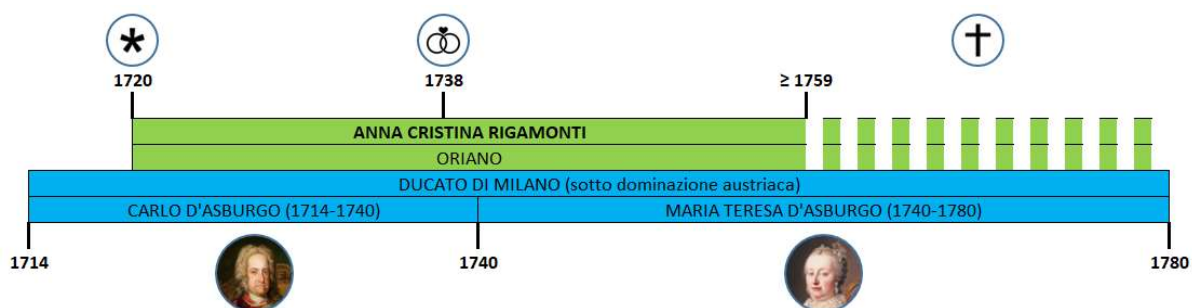 1720 1738 ≥ 1759
ANNA CRISTINA RIGAMONTI
ORIANO
DUCATO DI MILANO (sotto dominazione austriaca)
CARLO D'ASBURGO (1714-1740) MARIA TERESA D'ASBURGO (1740-1780)
1714 1740 1780